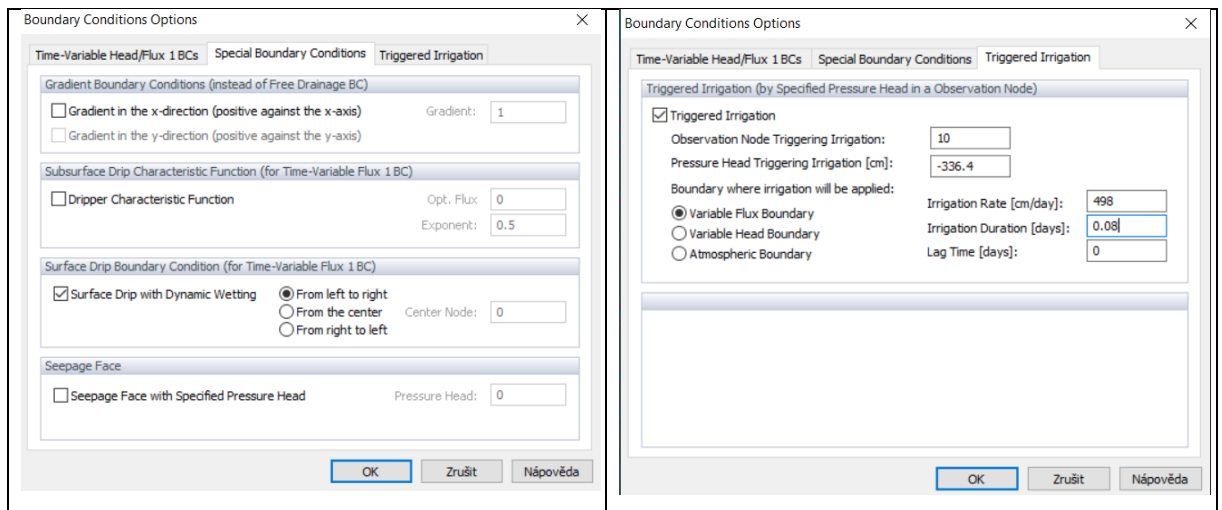 Boundary Conditions Options
Time-Variable Head/Flux 1 BCs Special Boundary Conditions Triggered Irrigation
Gradient Boundary Conditions (instead of Free Drainage BC)
Gradient in the x-direction (positive against the x-axis) Gradient: 1
Gradient in the y-direction (positive against the y-axis)
Subsurface Drip Characteristic Function (for Time-Variable Flux 1 BC)
Dripper Characteristic Function Opt. Flux 0
Exponent: 0.5
Surface Drip Boundary Condition (for Time-Variable Flux 1 BC)
Surface Drip with Dynamic Wetting From left to right
From the center Center Node: 0
From right to left
Seepage Face
Seepage Face with Specified Pressure Head Pressure Head: 0
OK Zrušit Nápověda
Boundary Conditions Options
Time-Variable Head/Flux 1 BCs Special Boundary Conditions Triggered Irrigation
Triggered Irrigation (by Specified Pressure Head in a Observation Node)
Triggered Irrigation
Observation Node Triggering Irrigation: 10
Pressure Head Triggering Irrigation [cm]: -336.4
Boundary where irrigation will be applied:
Variable Flux Boundary Irrigation Rate [cm/day]: 498
Variable Head Boundary Irrigation Duration [days]: 0.08
Atmospheric Boundary Lag Time [days]: 0
OK Zrušit Nápověda